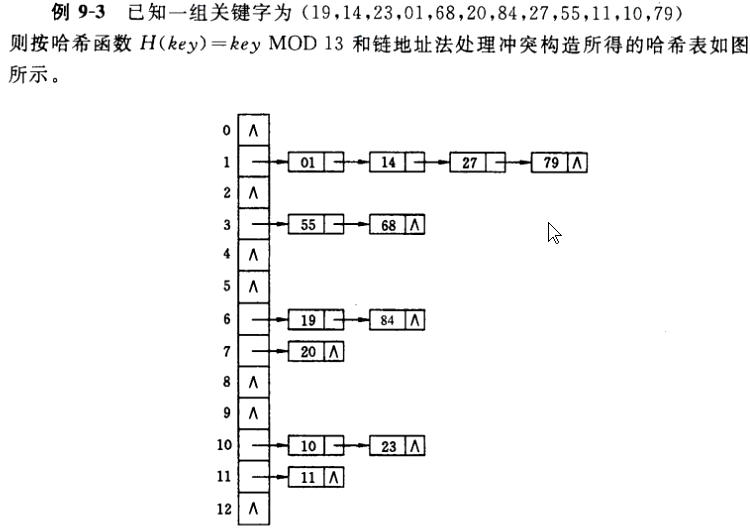 例 9-3 已知一组关键字为(19,14,23,01,68,20,84,27,55,11,10,79)
则按哈希函数 H(key)=key MOD 13 和链地址法处理冲突构造所得的哈希表如图
所示。
0 ∧
1 01 14 27 79 ∧
2 ∧
3 55 68 ∧
4 ∧
5 ∧
6 19 84 ∧
7 20 ∧
8 ∧
9 ∧
10 10 23 ∧
11 11 ∧
12 ∧